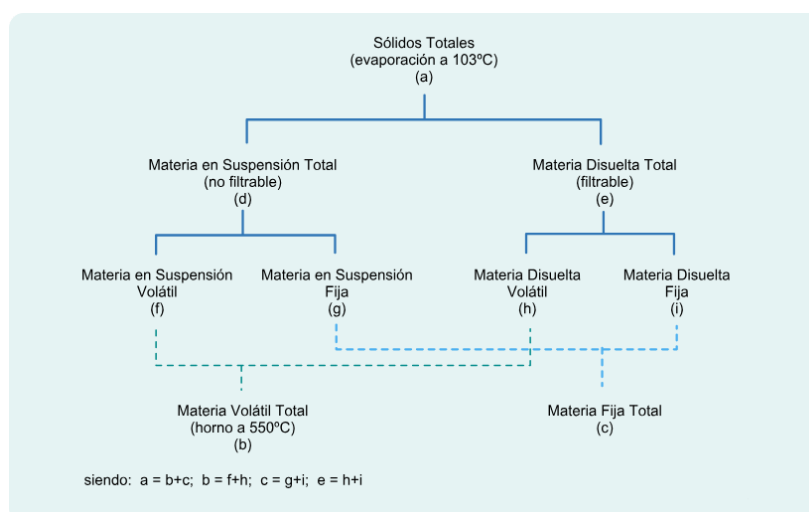 Sólidos Totales
(evaporación a 103ºC)
(a)
Materia en Suspensión Total
(no filtrable)
(d)
Materia Disuelta Total
(filtrable)
(e)
Materia en Suspensión
Volátil
(f)
Materia en Suspensión
Fija
(g)
Materia Disuelta
Volátil
(h)
Materia Disuelta
Fija
(i)
Materia Volátil Total
(horno a 550ºC)
(b)
Materia Fija Total
(c)
siendo: a = b+c; b = f+h; c = g+i; e = h+i